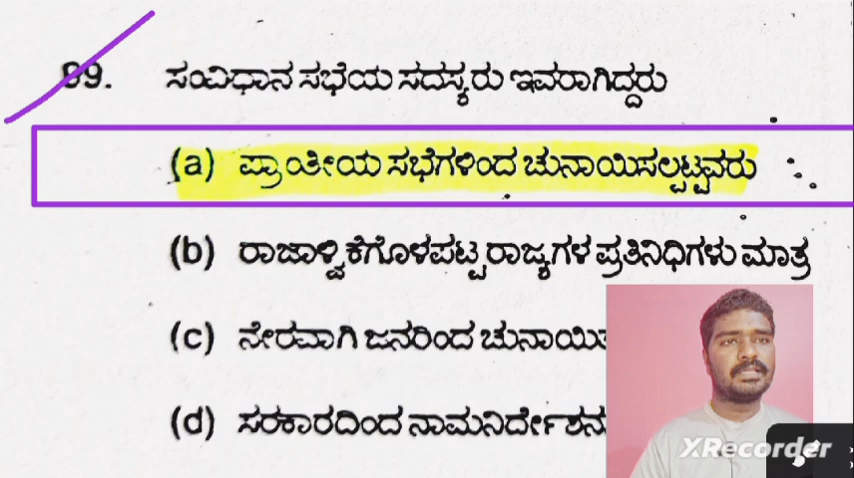 89. ಸಂವಿಧಾನ ಸಭೆಯ ಸದಸ್ಯರು ಇವರಾಗಿದ್ದರು
(a) ಪ್ರಾಂತೀಯ ಸಭೆಗಳಿಂದ ಚುನಾಯಿಸಲ್ಪಟ್ಟವರು
(b) ರಾಜಾಳ್ವಿಕೆಗೊಳಪಟ್ಟ ರಾಜ್ಯಗಳ ಪ್ರತಿನಿಧಿಗಳು ಮಾತ್ರ
(c) ನೇರವಾಗಿ ಜನರಿಂದ
(d) ಸರಕಾರದಿಂದ
XRecorder